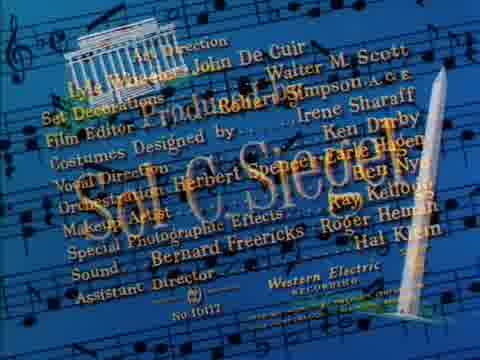 Art Direction
Lyle Wheeler John De Cuir
Set Decorations Walter M. Scott
Film Editor Robert Simpson A.C.E.
Produced by
Costumes Designed by Irene Sharaff
Vocal Direction Ken Darby
Orchestration Herbert Spencer Earle Hagen
Makeup Artist Ben Nye
Sol C. Siegel
Special Photographic Effects Ray Kellogg
Sound Bernard Freericks Roger Heman
Assistant Director Hal Klein
Western Electric
RECORDING
No. 16417